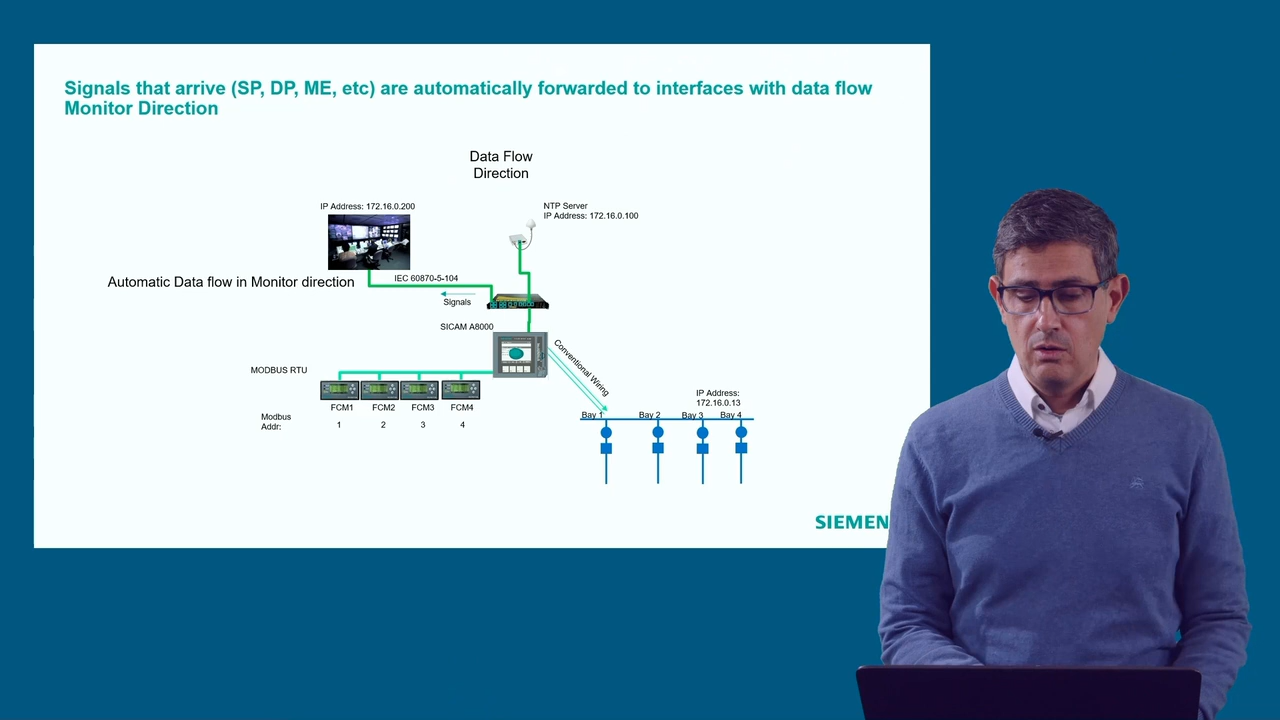 Signals that arrive (SP, DP, ME, etc) are automatically forwarded to interfaces with data flow
Monitor Direction
Data Flow
Direction
IP Address: 172.16.0.200
NTP Server
IP Address: 172.16.0.100
Automatic Data flow in Monitor direction
IEC 60870-5-104
Signals
SICAM A8000
Conventional Wiring
MODBUS RTU
IP Address:
172.16.0.13
FCM1 FCM2 FCM3 FCM4
Bay 1 Bay 2 Bay 3 Bay 4
Modbus
Addr:
1 2 3 4
SIEMEN